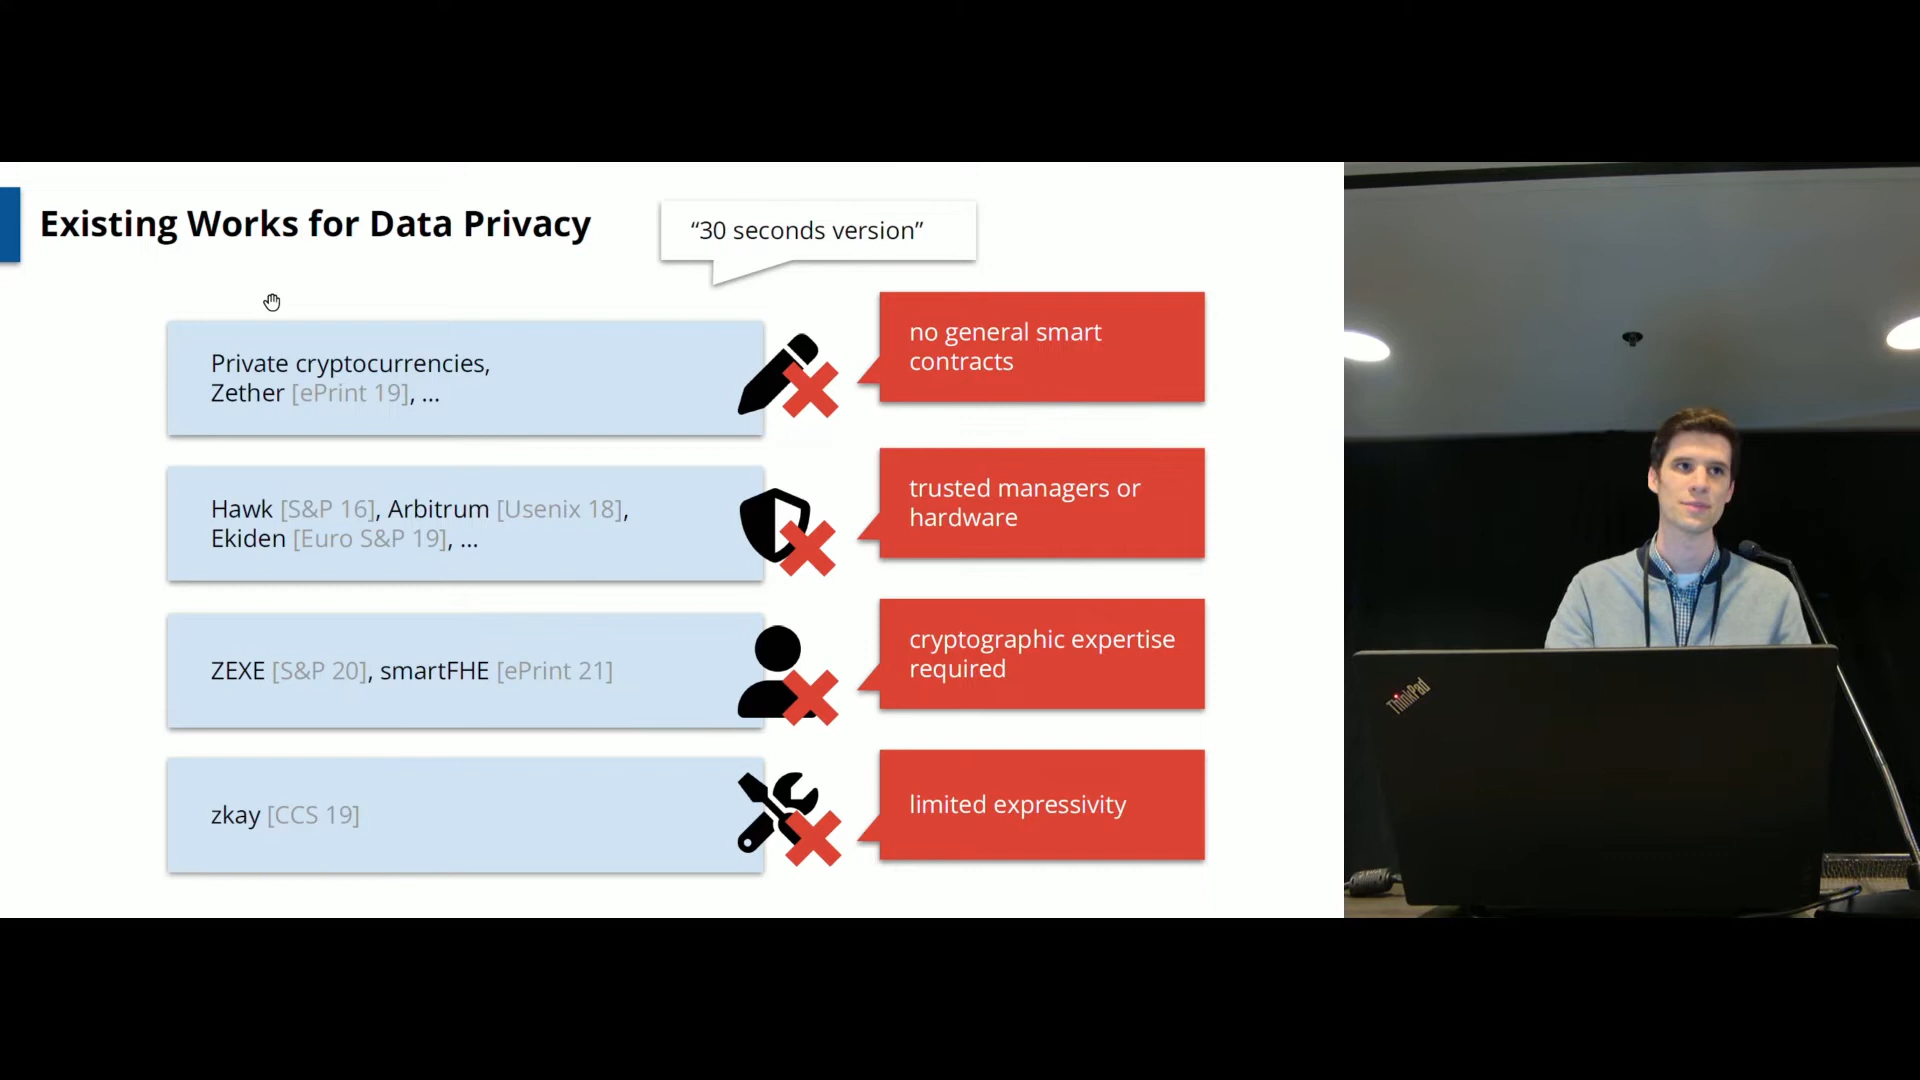 Existing Works for Data Privacy
“30 seconds version”
Private cryptocurrencies,
Zether [ePrint 19], ...
no general smart
contracts
Hawk [S&P 16], Arbitrum [Usenix 18],
Ekiden [Euro S&P 19], ...
trusted managers or
hardware
ZEXE [S&P 20], smartFHE [ePrint 21]
cryptographic expertise
required
zkay [CCS 19]
limited expressivity
ThinkPad